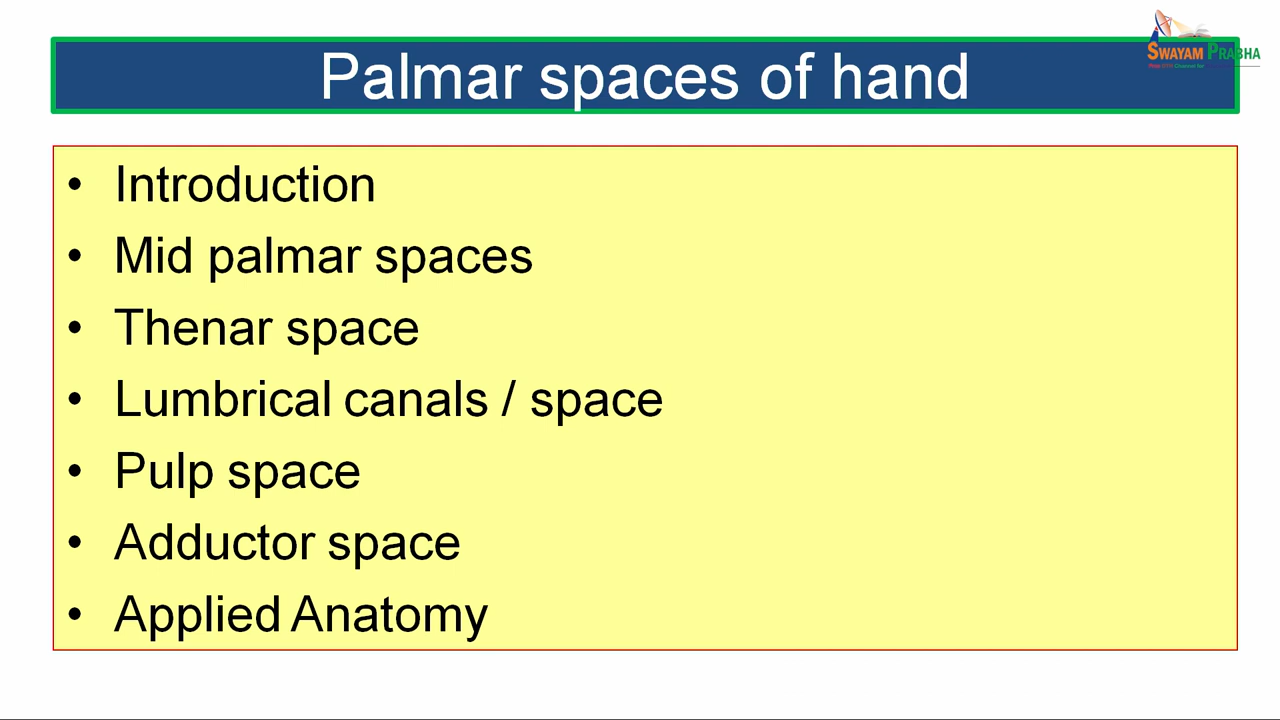 SWAYAM PRABHA
Palmar spaces of hand
• Introduction
• Mid palmar spaces
• Thenar space
• Lumbrical canals / space
• Pulp space
• Adductor space
• Applied Anatomy